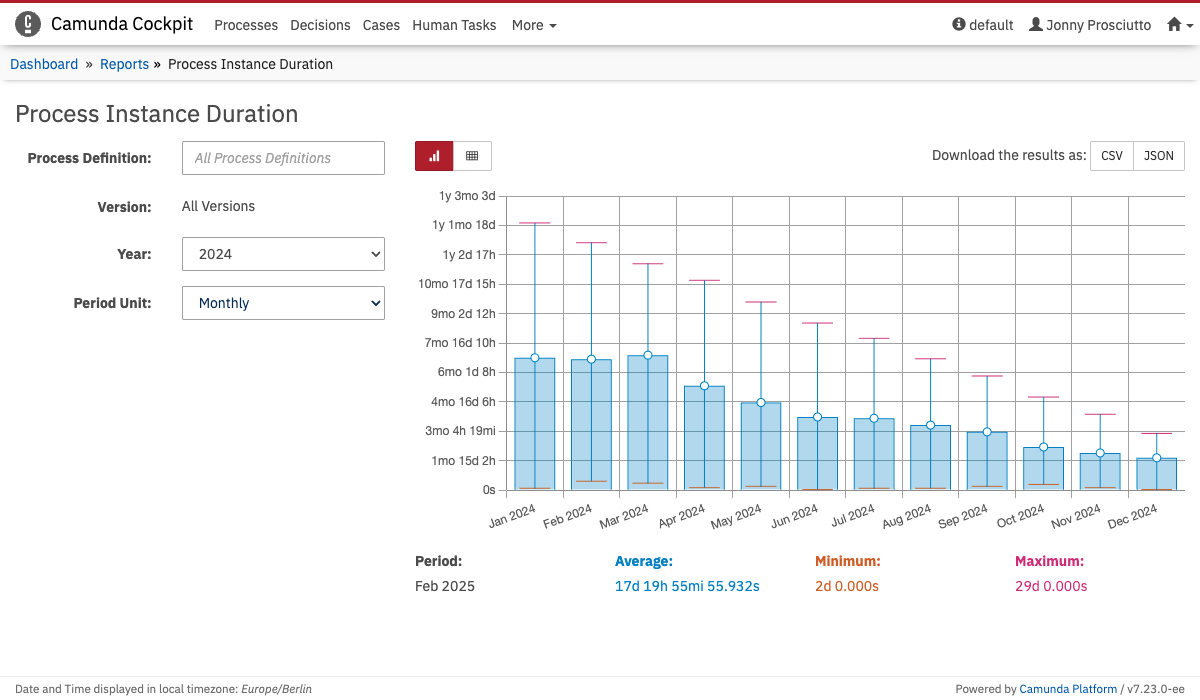 Camunda Cockpit Processes Decisions Cases Human Tasks More default Jonny Prosciutto
Dashboard » Reports » Process Instance Duration
Process Instance Duration
Process Definition: All Process Definitions
Version: All Versions
Year: 2024
Period Unit: Monthly
Download the results as: CSV JSON
1y 3mo 3d
1y 1mo 18d
1y 2d 17h
10mo 17d 15h
9mo 2d 12h
7mo 16d 10h
6mo 1d 8h
4mo 16d 6h
3mo 4h 19mi
1mo 15d 2h
0s
Jan 2024 Feb 2024 Mar 2024 Apr 2024 May 2024 Jun 2024 Jul 2024 Aug 2024 Sep 2024 Oct 2024 Nov 2024 Dec 2024
Period: Average: Minimum: Maximum:
Feb 2025 17d 19h 55mi 55.932s 2d 0.000s 29d 0.000s
Date and Time displayed in local timezone: Europe/Berlin Powered by Camunda Platform / v7.23.0-ee